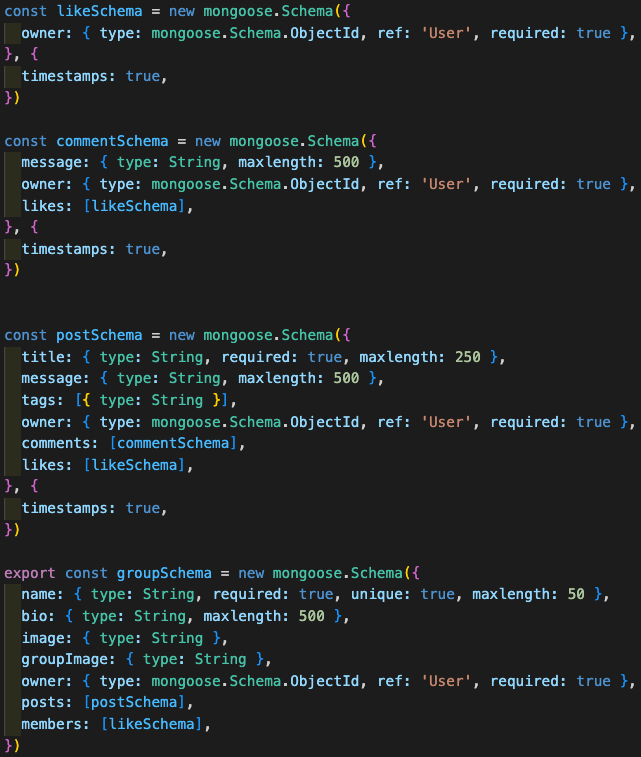 const likeSchema = new mongoose.Schema({
  owner: { type: mongoose.Schema.ObjectId, ref: 'User', required: true },
}, {
  timestamps: true,
})

const commentSchema = new mongoose.Schema({
  message: { type: String, maxlength: 500 },
  owner: { type: mongoose.Schema.ObjectId, ref: 'User', required: true },
  likes: [likeSchema],
}, {
  timestamps: true,
})


const postSchema = new mongoose.Schema({
  title: { type: String, required: true, maxlength: 250 },
  message: { type: String, maxlength: 500 },
  tags: [{ type: String }],
  owner: { type: mongoose.Schema.ObjectId, ref: 'User', required: true },
  comments: [commentSchema],
  likes: [likeSchema],
}, {
  timestamps: true,
})

export const groupSchema = new mongoose.Schema({
  name: { type: String, required: true, unique: true, maxlength: 50 },
  bio: { type: String, maxlength: 500 },
  image: { type: String },
  groupImage: { type: String },
  owner: { type: mongoose.Schema.ObjectId, ref: 'User', required: true },
  posts: [postSchema],
  members: [likeSchema],
})